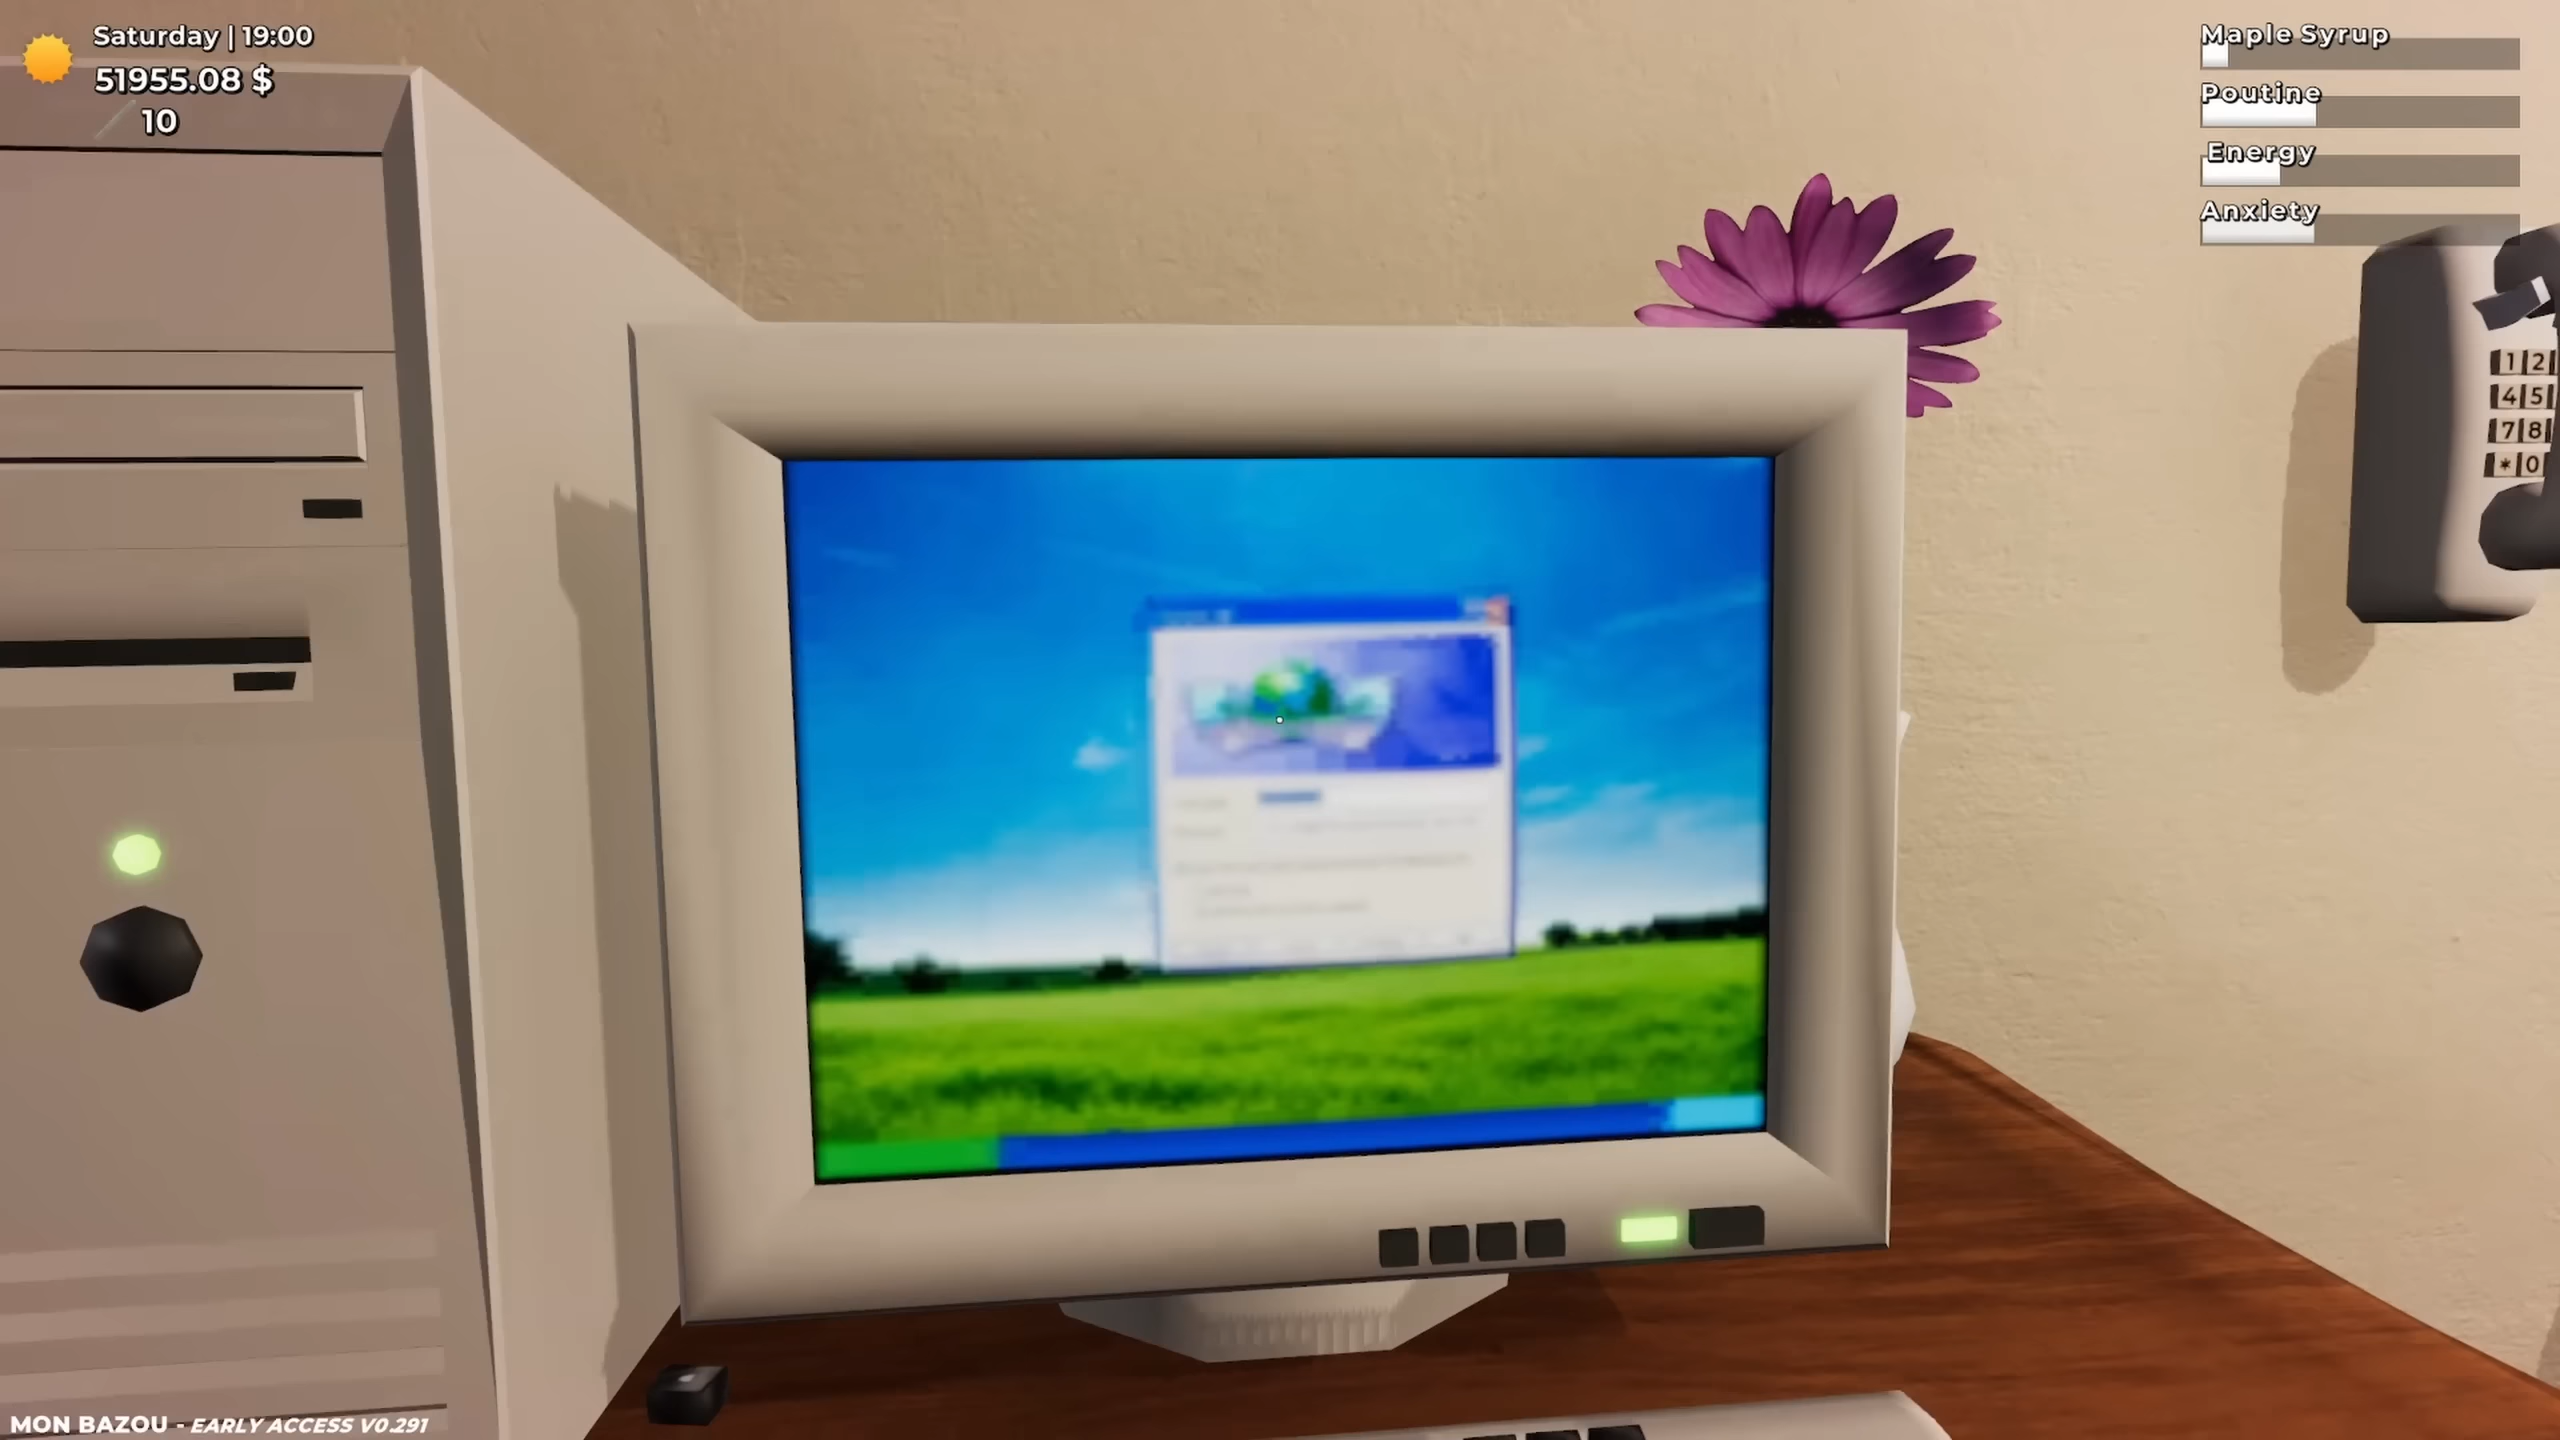 Saturday | 19:00
51955.08 $
10
Maple Syrup
Poutine
Energy
Anxiety
1 2
4 5
7 8
* 0
MON BAZOU - EARLY ACCESS V0.291